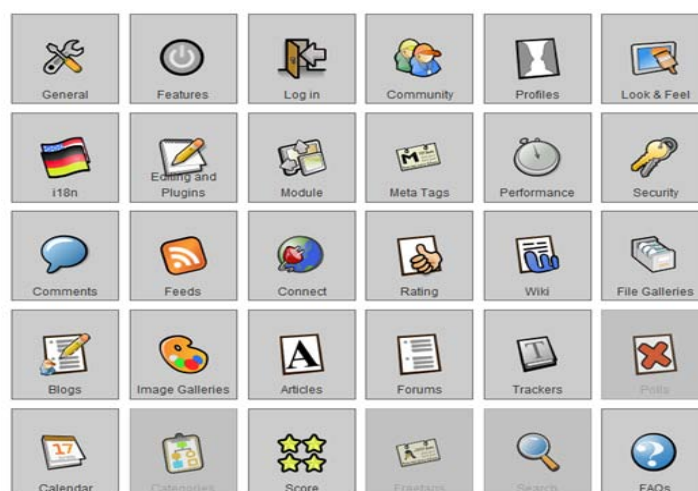 General
Features
Log in
Community
Profiles
Look & Feel
i18n
Editing and
Plugins
Module
Meta Tags
Performance
Security
Comments
Feeds
Connect
Rating
Wiki
File Galleries
Blogs
Image Galleries
Articles
Forums
Trackers
Polls
17
Calendar
Categories
Score
Freetags
Search
FAQs